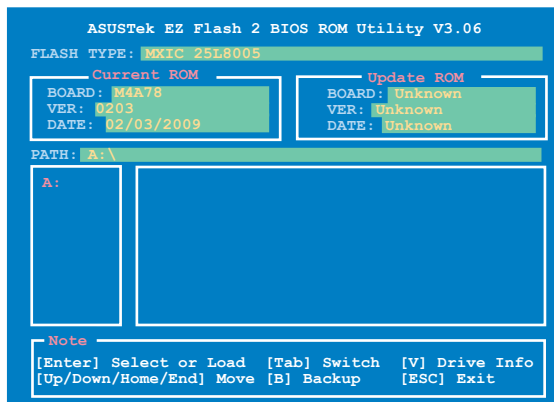 ASUSTek EZ Flash 2 BIOS ROM Utility V3.06
FLASH TYPE: MXIC 25L8005
Current ROM
BOARD: M4A78
VER: 0203
DATE: 02/03/2009
Update ROM
BOARD: Unknown
VER: Unknown
DATE: Unknown
PATH: A:\
A:
Note
[Enter] Select or Load [Tab] Switch [V] Drive Info
[Up/Down/Home/End] Move [B] Backup [ESC] Exit